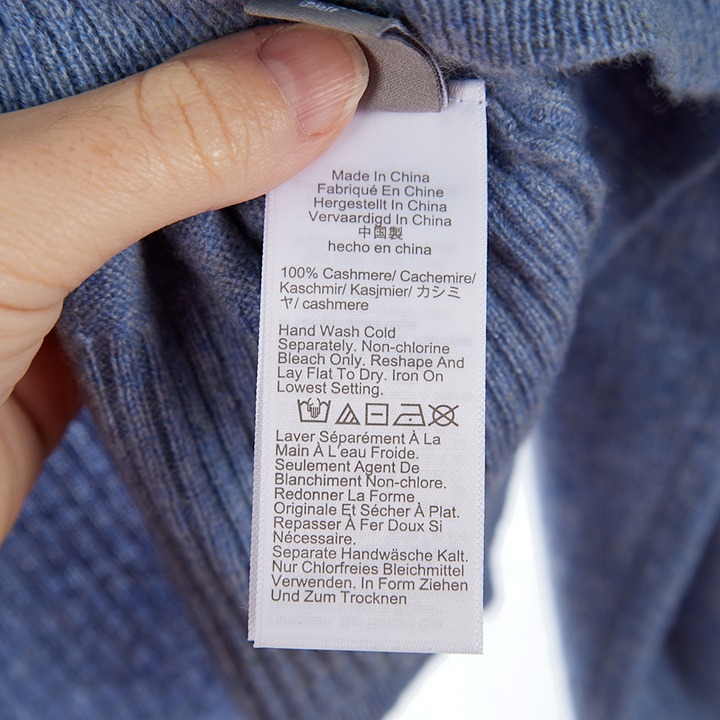 Made In China
Fabriqué En Chine
Hergestellt In China
Vervaardigd In China
中国製
hecho en china
100% Cashmere/ Cachemire/
Kaschmir/ Kasjmier/ カシミ
ヤ/ cashmere
Hand Wash Cold
Separately. Non-chlorine
Bleach Only. Reshape And
Lay Flat To Dry. Iron On
Lowest Setting.
Laver Séparément À La
Main À L'eau Froide.
Seulement Agent De
Blanchiment Non-chlore.
Redonner La Forme
Originale Et Sécher À Plat.
Repasser À Fer Doux Si
Nécessaire.
Separate Handwäsche Kalt.
Nur Chlorfreies Bleichmittel
Verwenden. In Form Ziehen
Und Zum Trocknen